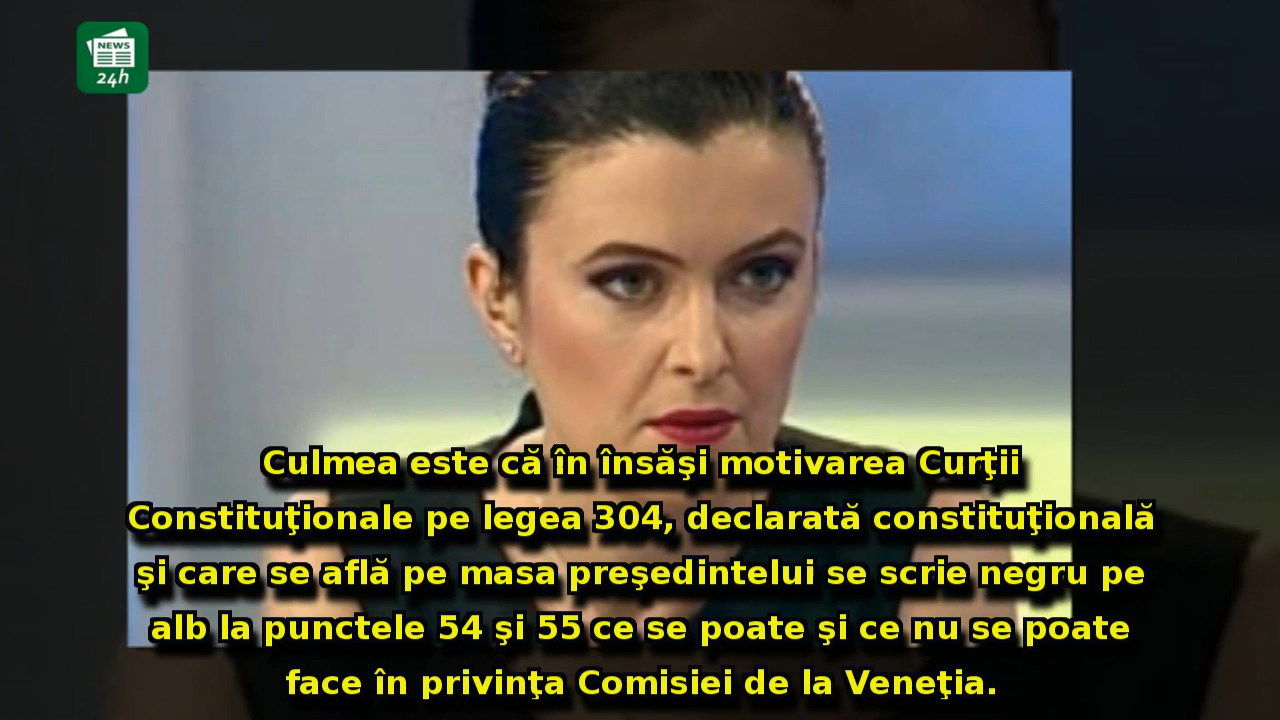 NEWS
24h
Culmea este că în însăşi motivarea Curţii
Constituţionale pe legea 304, declarată constituţională
şi care se află pe masa preşedintelui se scrie negru pe
alb la punctele 54 şi 55 ce se poate şi ce nu se poate
face în privinţa Comisiei de la Veneţia.